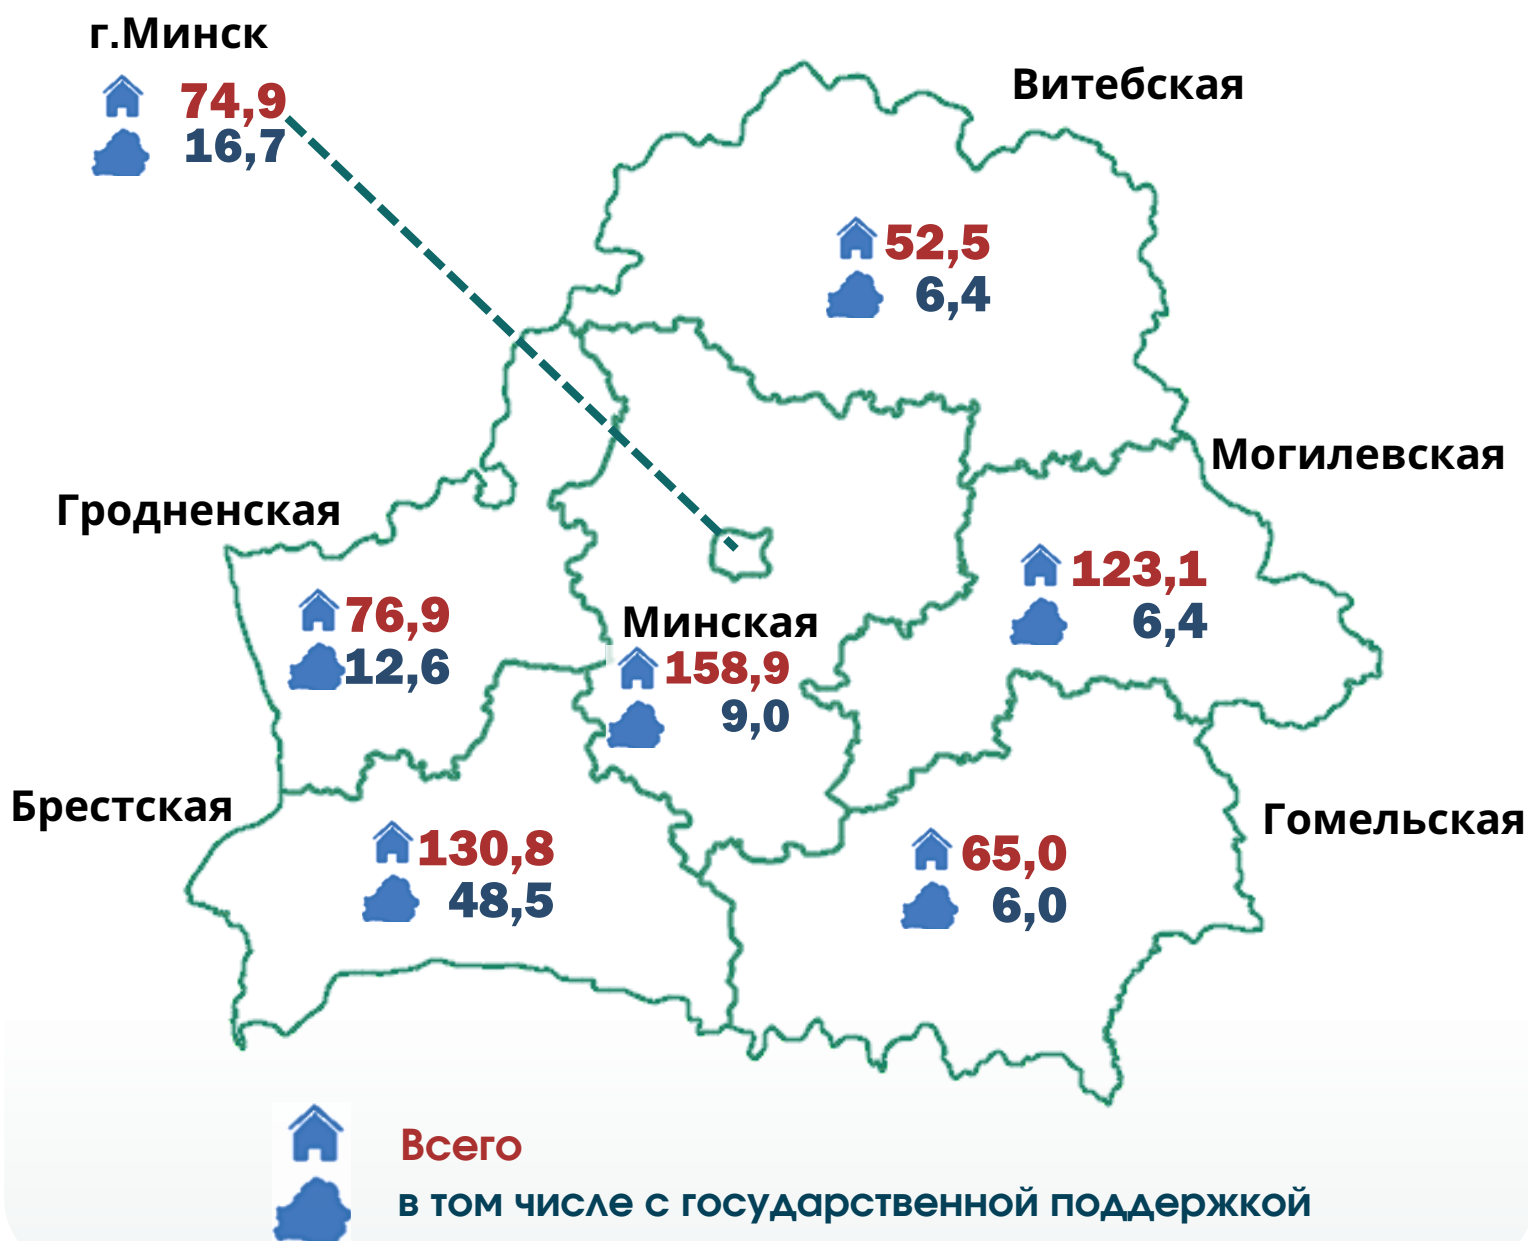 г.Минск
74,9
16,7
Витебская
52,5
6,4
Могилевская
123,1
6,4
Гродненская
76,9
12,6
Минская
158,9
9,0
Брестская
130,8
48,5
Гомельская
65,0
6,0
Всего
в том числе с государственной поддержкой